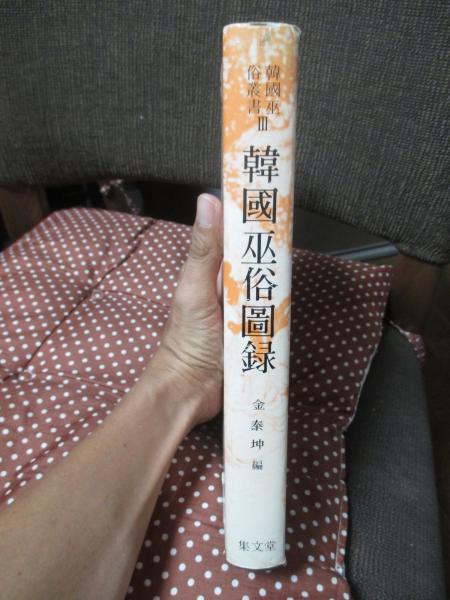 韓國巫
俗叢書
III
韓國巫俗圖録
金泰坤 編
集文堂